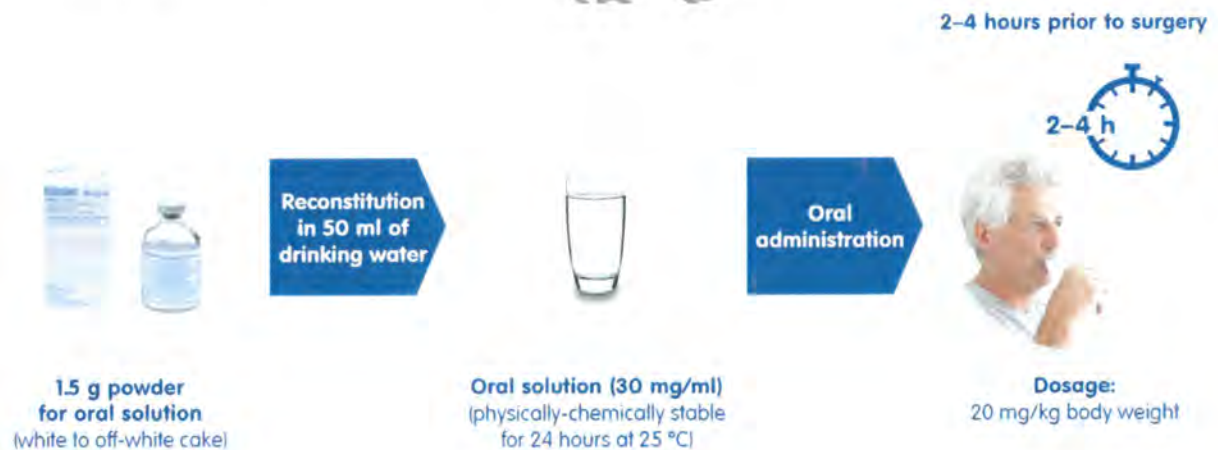 2–4 hours prior to surgery
2–4 h
Reconstitution
in 50 ml of
drinking water
Oral
administration
1.5 g powder
for oral solution
(white to off-white cake)
Oral solution (30 mg/ml)
(physically-chemically stable
for 24 hours at 25 °C)
Dosage:
20 mg/kg body weight